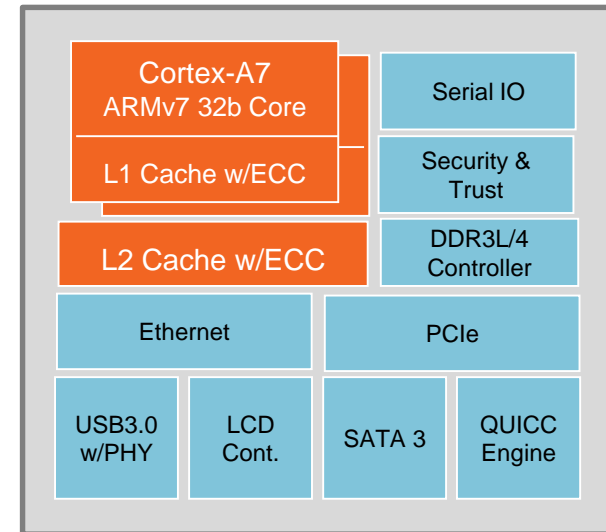 Cortex-A7
ARMv7 32b Core
L1 Cache w/ECC
L2 Cache w/ECC
Serial IO
Security &
Trust
DDR3L/4
Controller
Ethernet
PCIe
USB3.0
w/PHY
LCD
Cont.
SATA 3
QUICC
Engine